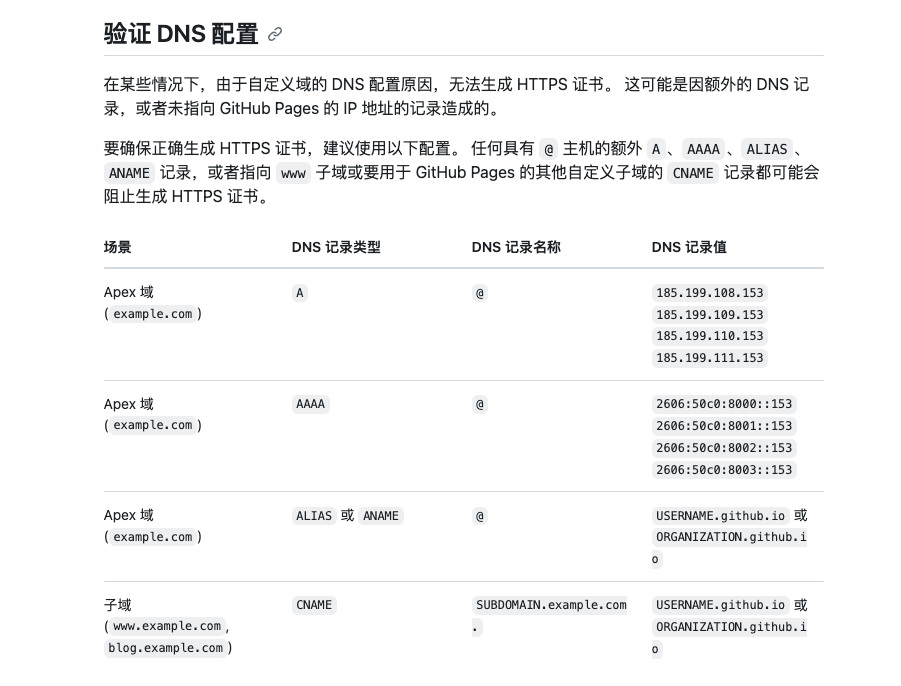 验证 DNS 配置
在某些情况下，由于自定义域的 DNS 配置原因，无法生成 HTTPS 证书。 这可能是因额外的 DNS 记
录，或者未指向 GitHub Pages 的 IP 地址的记录造成的。
要确保正确生成 HTTPS 证书，建议使用以下配置。 任何具有 @ 主机的额外 A 、 AAAA 、 ALIAS 、
ANAME 记录，或者指向 www 子域或要用于 GitHub Pages 的其他自定义子域的 CNAME 记录都可能会
阻止生成 HTTPS 证书。
场景 DNS 记录类型 DNS 记录名称 DNS 记录值
Apex 域 A @ 185.199.108.153
( example.com ) 185.199.109.153
185.199.110.153
185.199.111.153
Apex 域 AAAA @ 2606:50c0:8000::153
( example.com ) 2606:50c0:8001::153
2606:50c0:8002::153
2606:50c0:8003::153
Apex 域 ALIAS 或 ANAME @ USERNAME.github.io 或
( example.com ) ORGANIZATION.github.i
o
子域 CNAME SUBDOMAIN.example.com USERNAME.github.io 或
( www.example.com , . ORGANIZATION.github.i
blog.example.com ) o